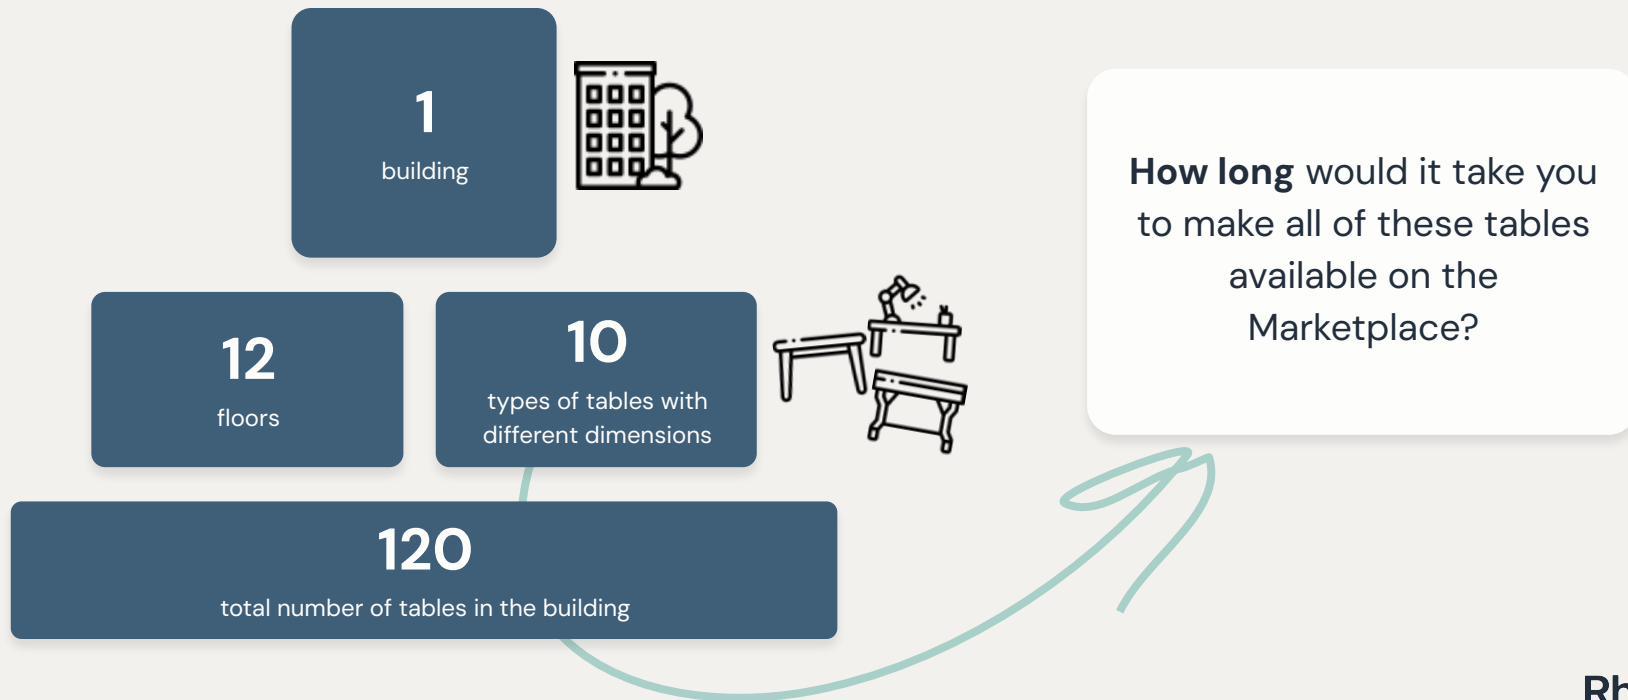 1
building
12
floors
10
types of tables with
different dimensions
120
total number of tables in the building
How long would it take you
to make all of these tables
available on the
Marketplace?